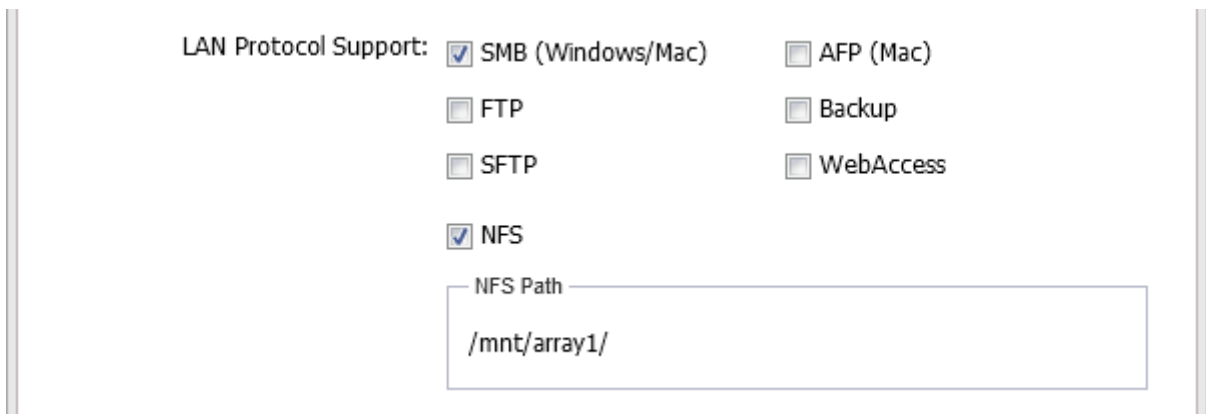 LAN Protocol Support: SMB (Windows/Mac) AFP (Mac)
FTP Backup
SFTP WebAccess
NFS
NFS Path
/mnt/array1/